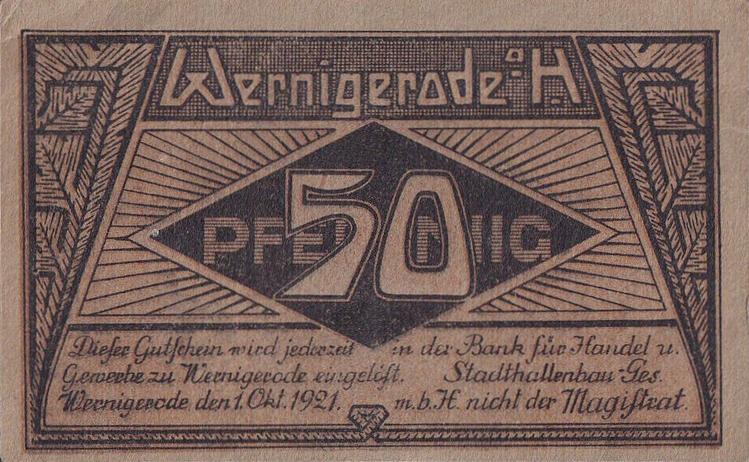 Wernigerode a. H.
50
PFENNIG
Dieser Gutschein wird jederzeit in der Bank für Handel u.
Gewerbe zu Wernigerode eingelöst. Stadthallenbau-Ges.
Wernigerode den 1. Okt. 1921. m.b.H. nicht der Magistrat.